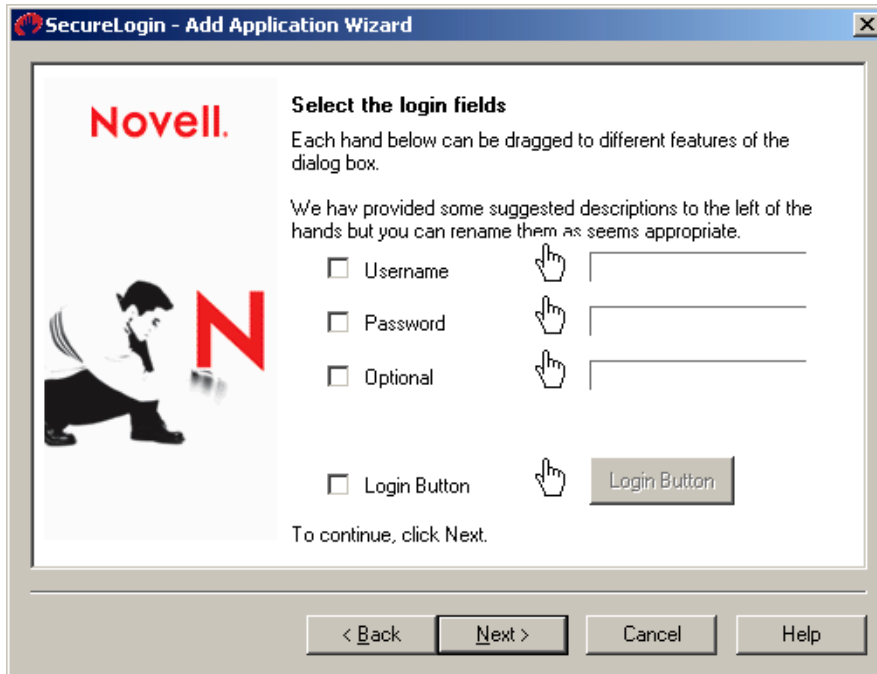 SecureLogin - Add Application Wizard
Novell.
Select the login fields
Each hand below can be dragged to different features of the
dialog box.
We hav provided some suggested descriptions to the left of the
hands but you can rename them as seems appropriate.
Username
Password
Optional
N
Login Button Login Button
To continue, click Next.
< Back Next > Cancel Help